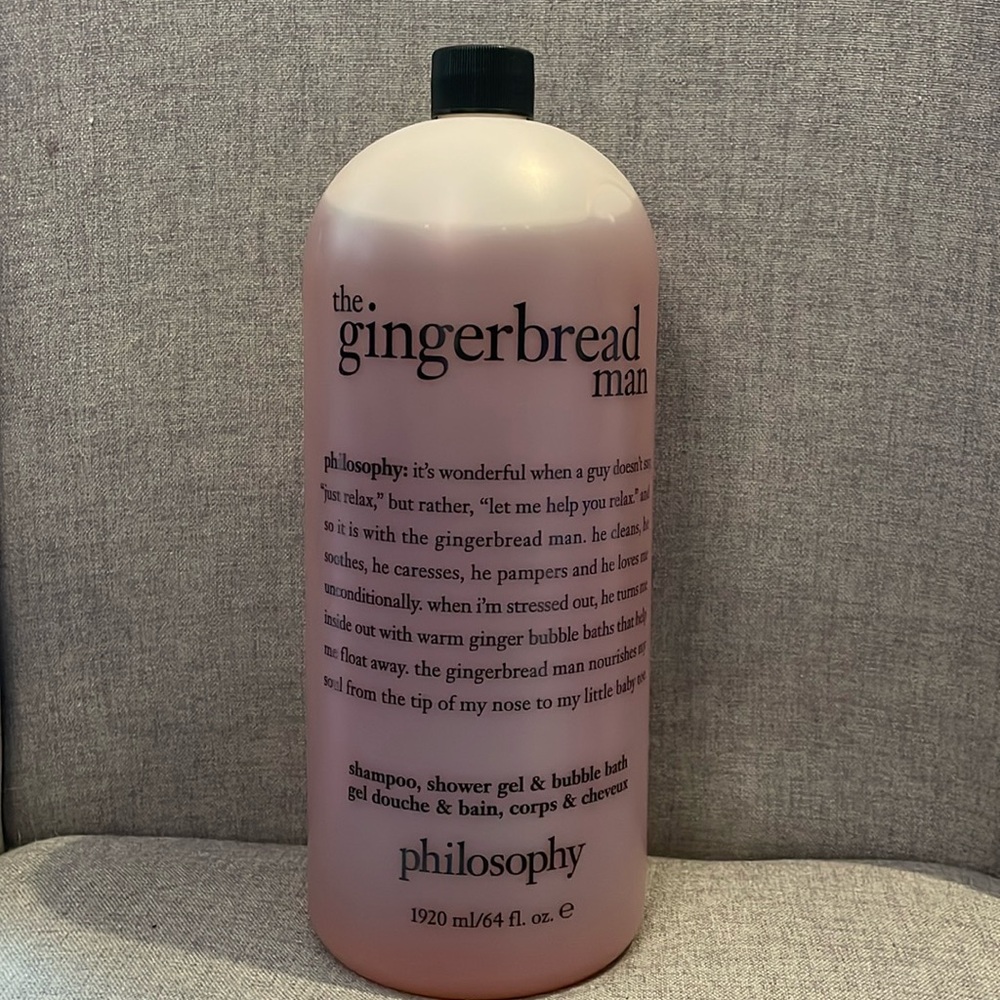 the
gingerbread
man
philosophy: it's wonderful when a guy doesn't say
"just relax," but rather, "let me help you relax." and
so it is with the gingerbread man. he cleans, he
soothes, he caresses, he pampers and he loves me
unconditionally. when i'm stressed out, he turns me
inside out with warm ginger bubble baths that help
me float away. the gingerbread man nourishes my
soul from the tip of my nose to my little baby toe.
shampoo, shower gel & bubble bath
gel douche & bain, corps & cheveux
philosophy
1920 ml/64 fl. oz. e